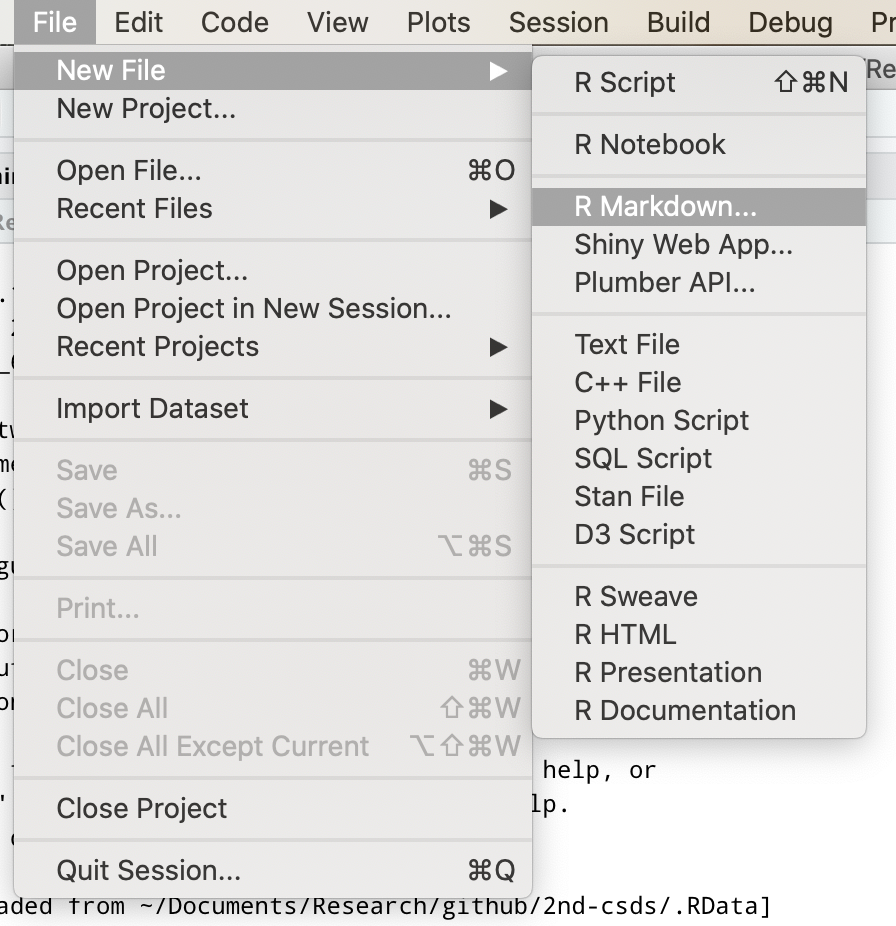 File Edit Code View Plots Session Build Debug
New File ▶
New Project...
Open File... ⌘O
Recent Files ▶
Open Project...
Open Project in New Session...
Recent Projects ▶
Import Dataset ▶
Save ⌘S
Save As...
Save All ⌥⌘S
Print...
Close ⌘W
Close All ⇧⌘W
Close All Except Current ⌥⇧⌘W
Close Project
Quit Session... ⌘Q
R Script ⇧⌘N
R Notebook
R Markdown...
Shiny Web App...
Plumber API...
Text File
C++ File
Python Script
SQL Script
Stan File
D3 Script
R Sweave
R HTML
R Presentation
R Documentation
help, or
lp.
aded from ~/Documents/Research/github/2nd-csds/.RData]